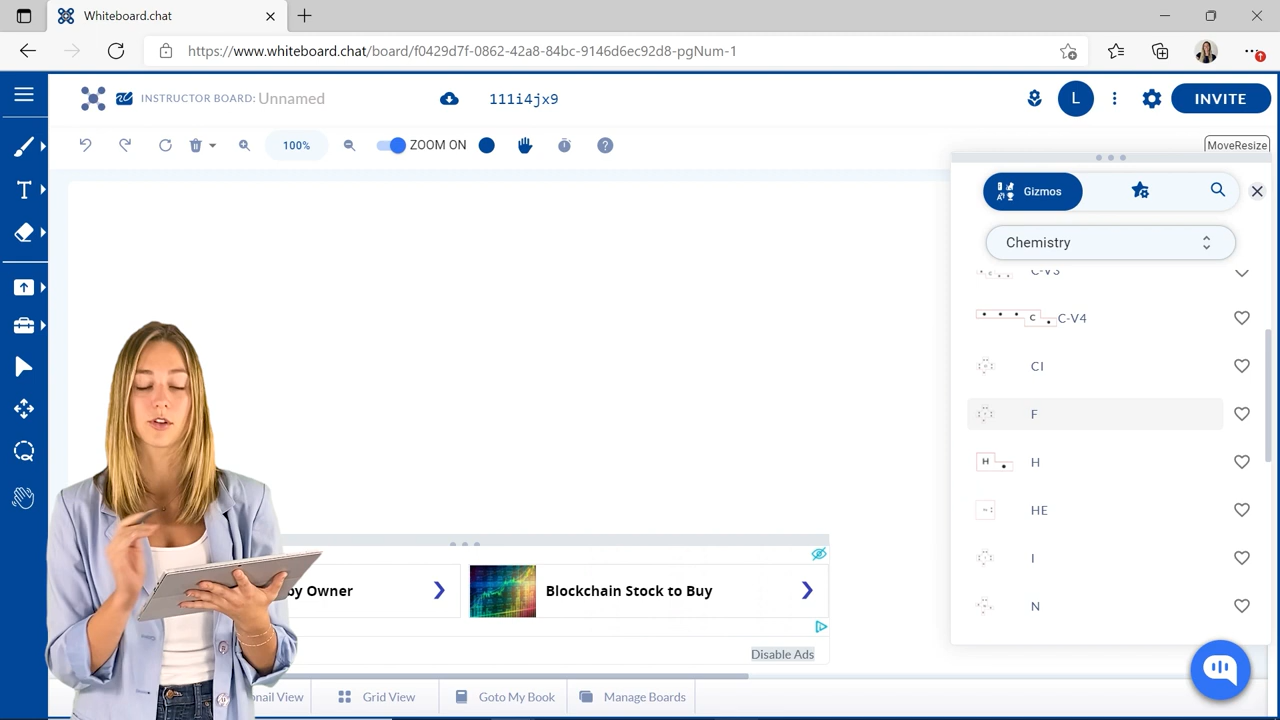 Whiteboard.chat
https://www.whiteboard.chat/board/f0429d7f-0862-42a8-84bc-9146d6ec92d8-pgNum-1
INSTRUCTOR BOARD: Unnamed
111i4jx9
L
INVITE
100%
ZOOM ON
MoveResize
T
Gizmos
Chemistry
C-V3
C
C-V4
CI
F
H
H
HE
I
N
by Owner
Blockchain Stock to Buy
Disable Ads
nail View
Grid View
Goto My Book
Manage Boards